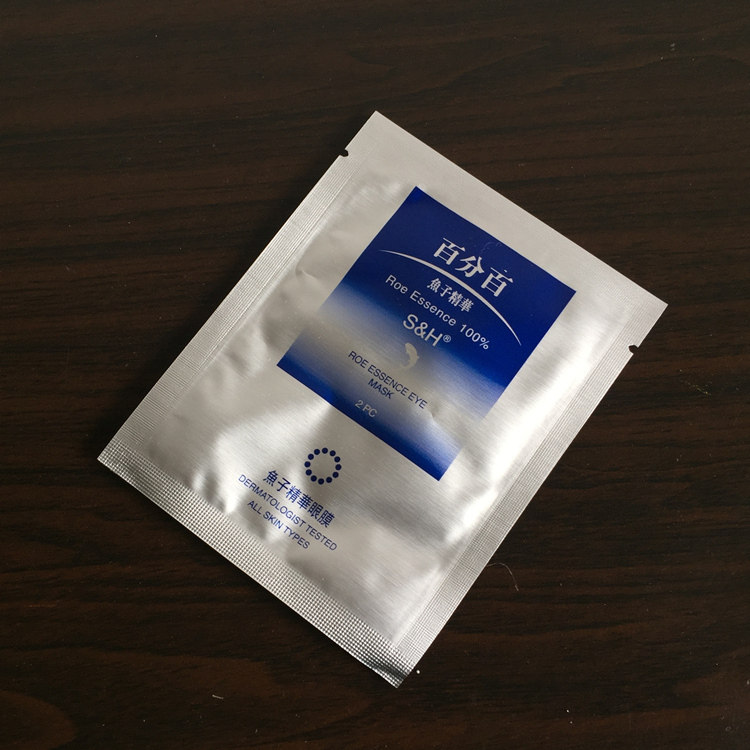 百分百
魚子精華
Roe Essence 100%
S&H®
ROE ESSENCE EYE
MASK
2 PC
魚子精華眼膜
DERMATOLOGIST TESTED
ALL SKIN TYPES